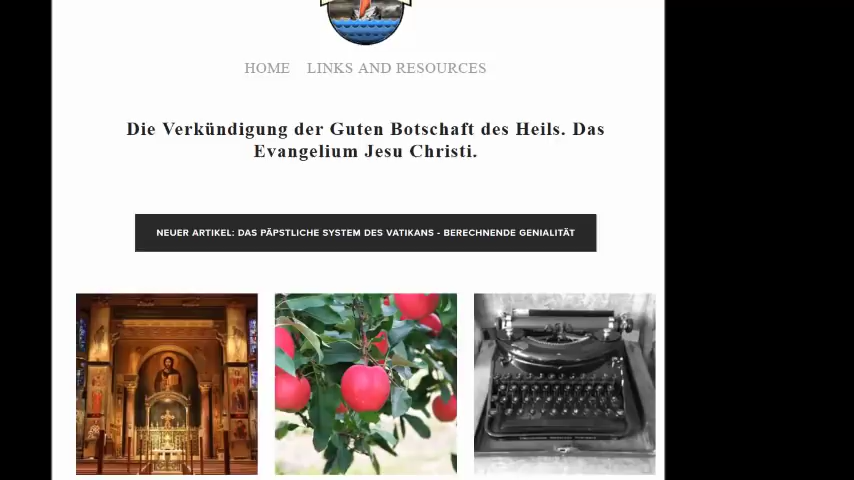 HOME LINKS AND RESOURCES
Die Verkündigung der Guten Botschaft des Heils. Das
Evangelium Jesu Christi.
NEUER ARTIKEL: DAS PÄPSTLICHE SYSTEM DES VATIKANS - BERECHNENDE GENIALITÄT